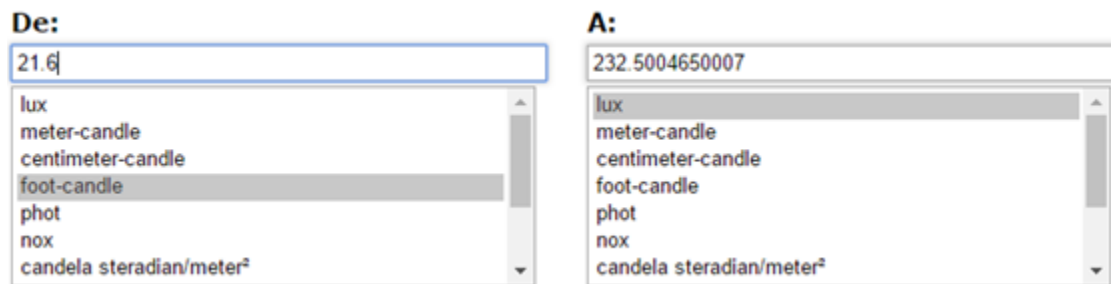 De:
21.6
lux
meter-candle
centimeter-candle
foot-candle
phot
nox
candela steradian/meter²
A:
232.5004650007
lux
meter-candle
centimeter-candle
foot-candle
phot
nox
candela steradian/meter²